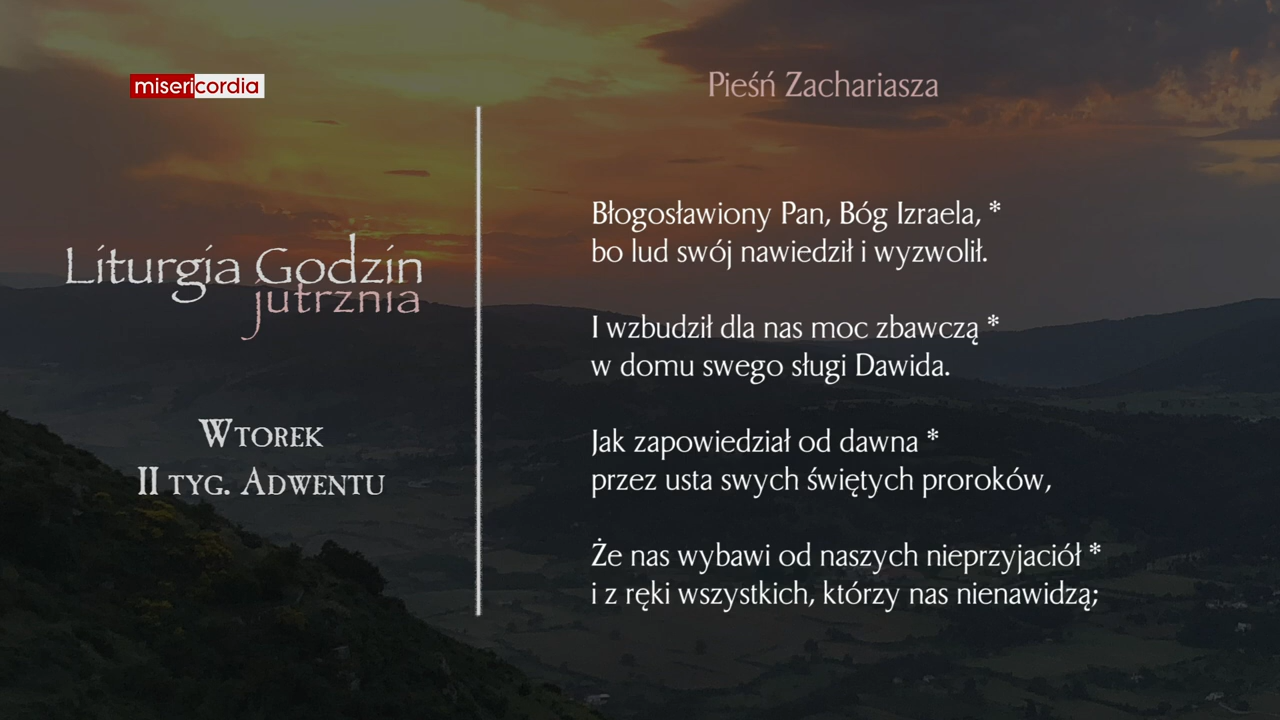 misericordia
Liturgia Godzin
jutrznia
Wtorek
II tyg. Adwentu
Pieśń Zachariasza
Błogosławiony Pan, Bóg Izraela, *
bo lud swój nawiedził i wyzwolił.
I wzbudził dla nas moc zbawczą *
w domu swego sługi Dawida.
Jak zapowiedział od dawna *
przez usta swych świętych proroków,
Że nas wybawi od naszych nieprzyjaciół *
i z ręki wszystkich, którzy nas nienawidzą;